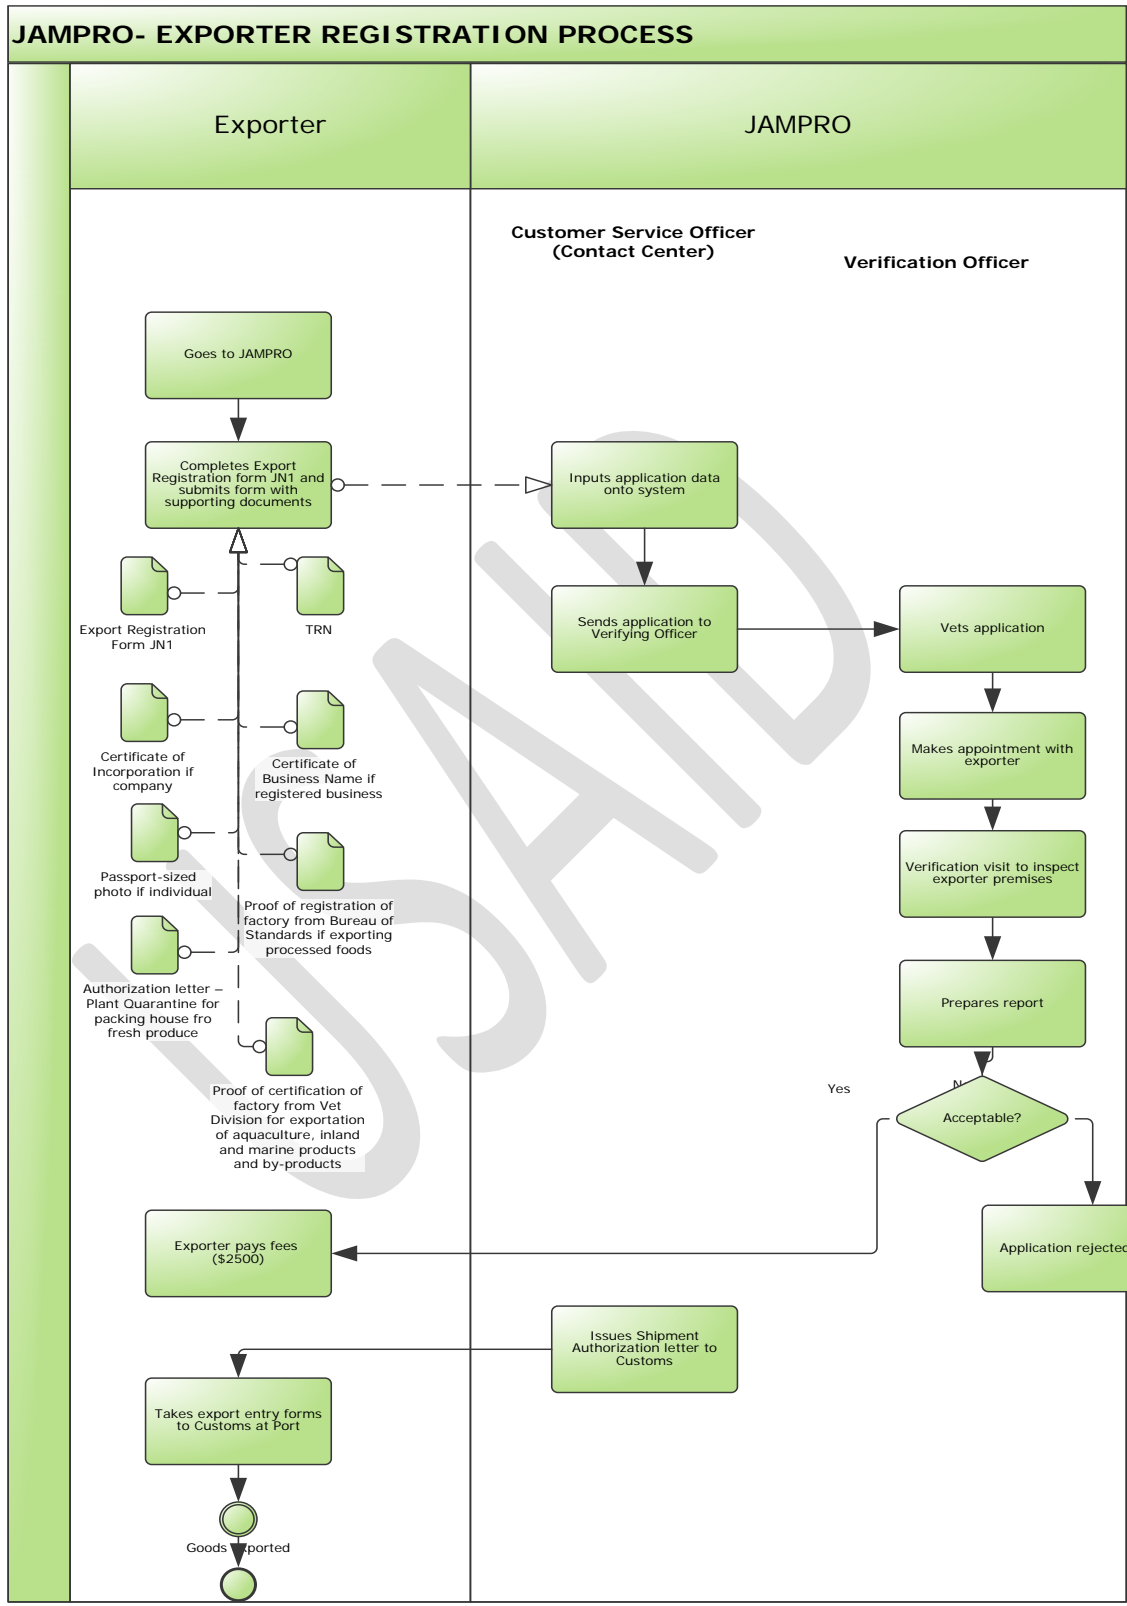 JAMPRO- EXPORTER REGISTRATION PROCESS
Exporter
JAMPRO
Customer Service Officer
(Contact Center)
Verification Officer
Goes to JAMPRO
Completes Export
Registration form JN1 and
submits form with
supporting documents
Inputs application data
onto system
Export Registration
Form JN1
TRN
Sends application to
Verifying Officer
Vets application
Certificate of
Incorporation if
company
Certificate of
Business Name if
registered business
Makes appointment with
exporter
Passport-sized
photo if individual
Proof of registration of
factory from Bureau of
Standards if exporting
processed foods
Verification visit to inspect
exporter premises
Authorization letter –
Plant Quarantine for
packing house fro
fresh produce
Prepares report
Proof of certification of
factory from Vet
Division for exportation
of aquaculture, inland
and marine products
and by-products
Yes
Acceptable?
Exporter pays fees
($2500)
Application rejected
Issues Shipment
Authorization letter to
Customs
Takes export entry forms
to Customs at Port
Goods
USAID